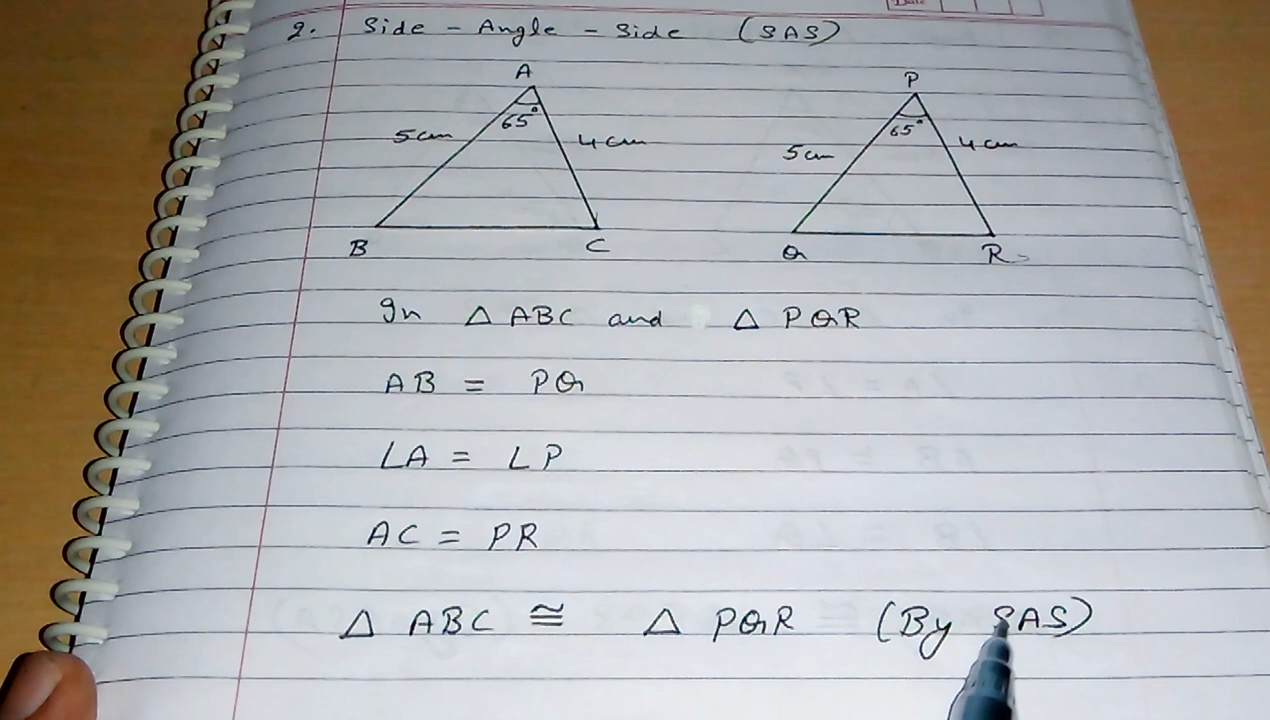 Date
2. Side - Angle - Side (SAS)
A P
65° 65°
5cm 4cm 5cm 4cm
B C Q R
In △ ABC and △ PQR
AB = PQ
∠A = ∠P
AC = PR
△ ABC ≅ △ PQR (By SAS)